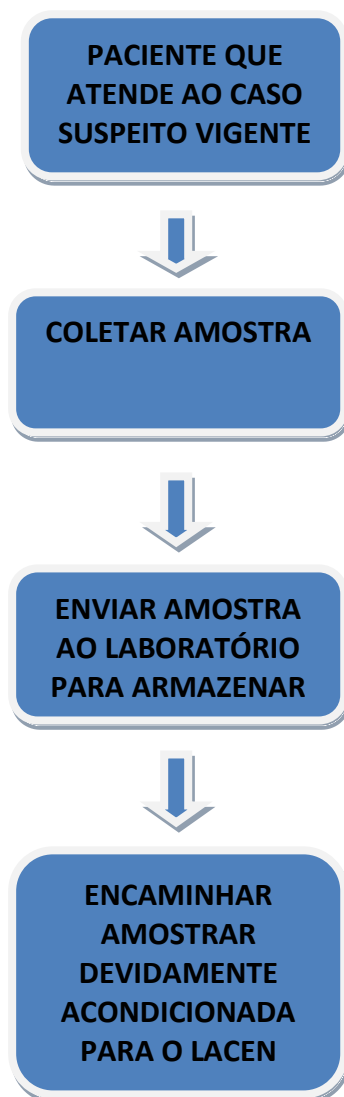 PACIENTE QUE
ATENDE AO CASO
SUSPEITO VIGENTE
COLETAR AMOSTRA
ENVIAR AMOSTRA
AO LABORATÓRIO
PARA ARMAZENAR
ENCAMINHAR
AMOSTRAR
DEVIDAMENTE
ACONDICIONADA
PARA O LACEN